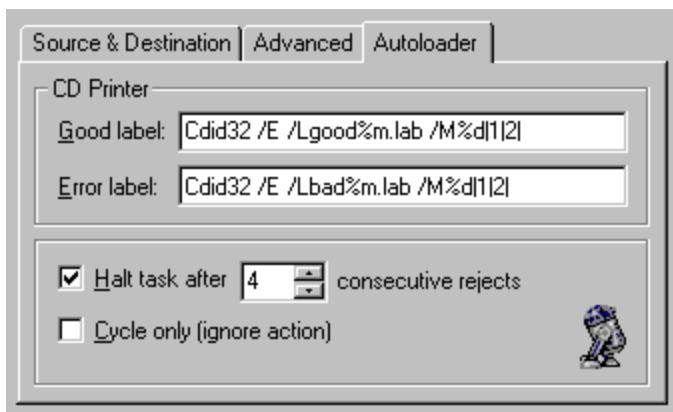 Source & Destination Advanced Autoloader
CD Printer
Good label: Cdid32 /E /Lgood%m.lab /M%d|1|2|
Error label: Cdid32 /E /Lbad%m.lab /M%d|1|2|
Halt task after 4 consecutive rejects
Cycle only (ignore action)